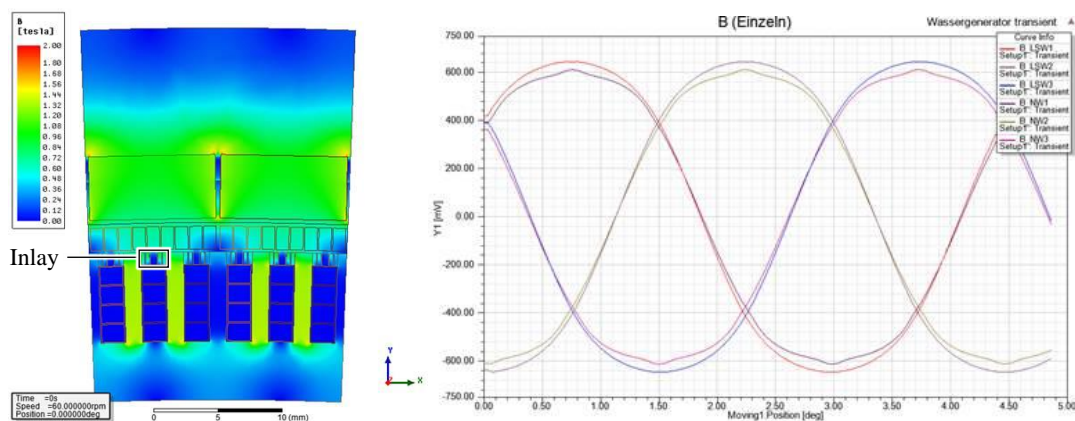 B
[tesla]
2.00
1.80
1.68
1.56
1.44
1.32
1.20
1.08
0.96
0.84
0.72
0.60
0.48
0.36
0.24
0.12
0.00
Inlay
Time =0s
Speed =60.000000rpm
Position =0.000000deg
0 5 10 (mm)
Y
X
B (Einzeln)
Wassergenerator transient
Curve Info
B_LSW1
Setup1 : Transient
B_LSW2
Setup1 : Transient
B_LSW3
Setup1 : Transient
B_NW1
Setup1 : Transient
B_NW2
Setup1 : Transient
B_NW3
Setup1 : Transient
Y1 [mV]
750.00
600.00
400.00
200.00
0.00
-200.00
-400.00
-600.00
-750.00
0.00 0.50 1.00 1.50 2.00 2.50 3.00 3.50 4.00 4.50 5.00
Moving1.Position [deg]